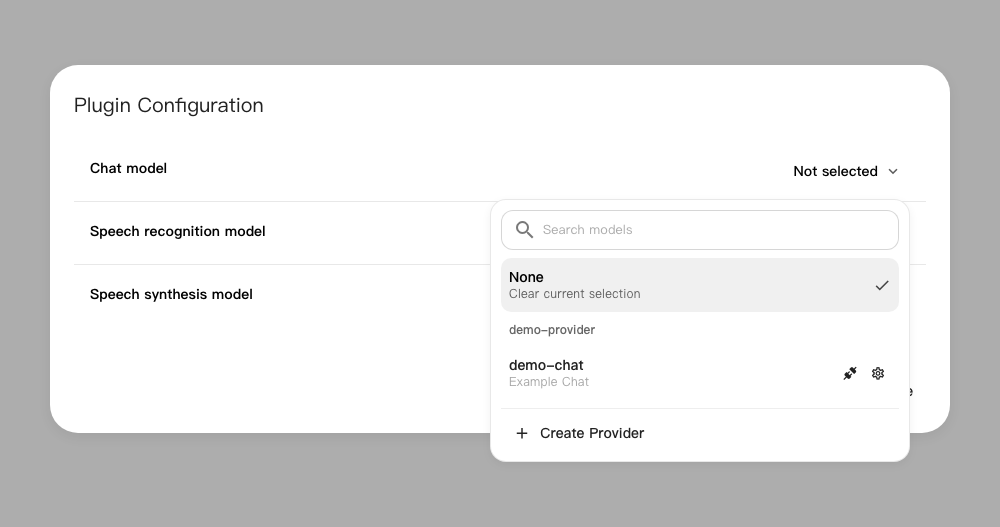 Plugin Configuration
Chat model
Not selected
Speech recognition model
Search models
None
Clear current selection
Speech synthesis model
demo-provider
demo-chat
Example Chat
Create Provider